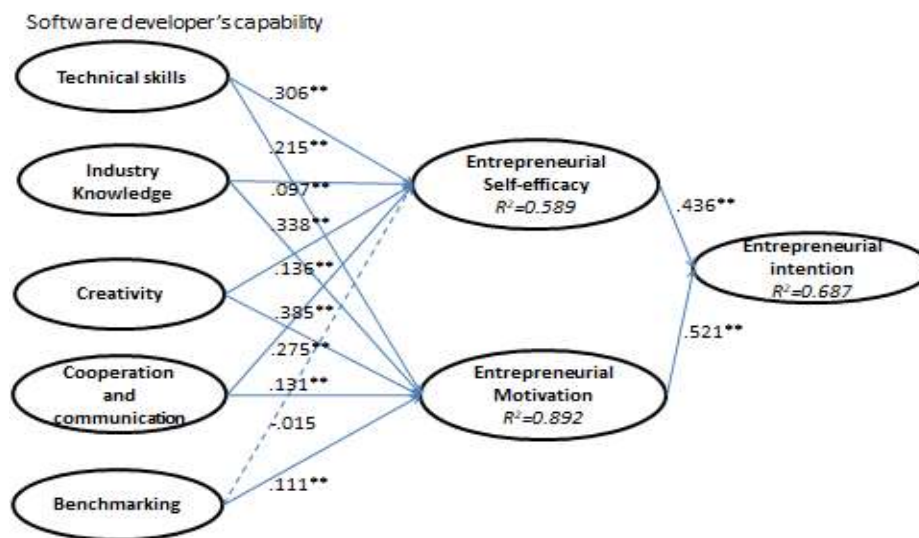 Software developer's capability
Technical skills
Industry
Knowledge
Creativity
Cooperation
and
communication
Benchmarking
.306**
.215**
.097**
.338**
.136**
.385**
.275**
.131**
-.015
.111**
Entrepreneurial
Self-efficacy
R²=0.589
Entrepreneurial
Motivation
R²=0.892
.436**
.521**
Entrepreneurial
intention
R²=0.687